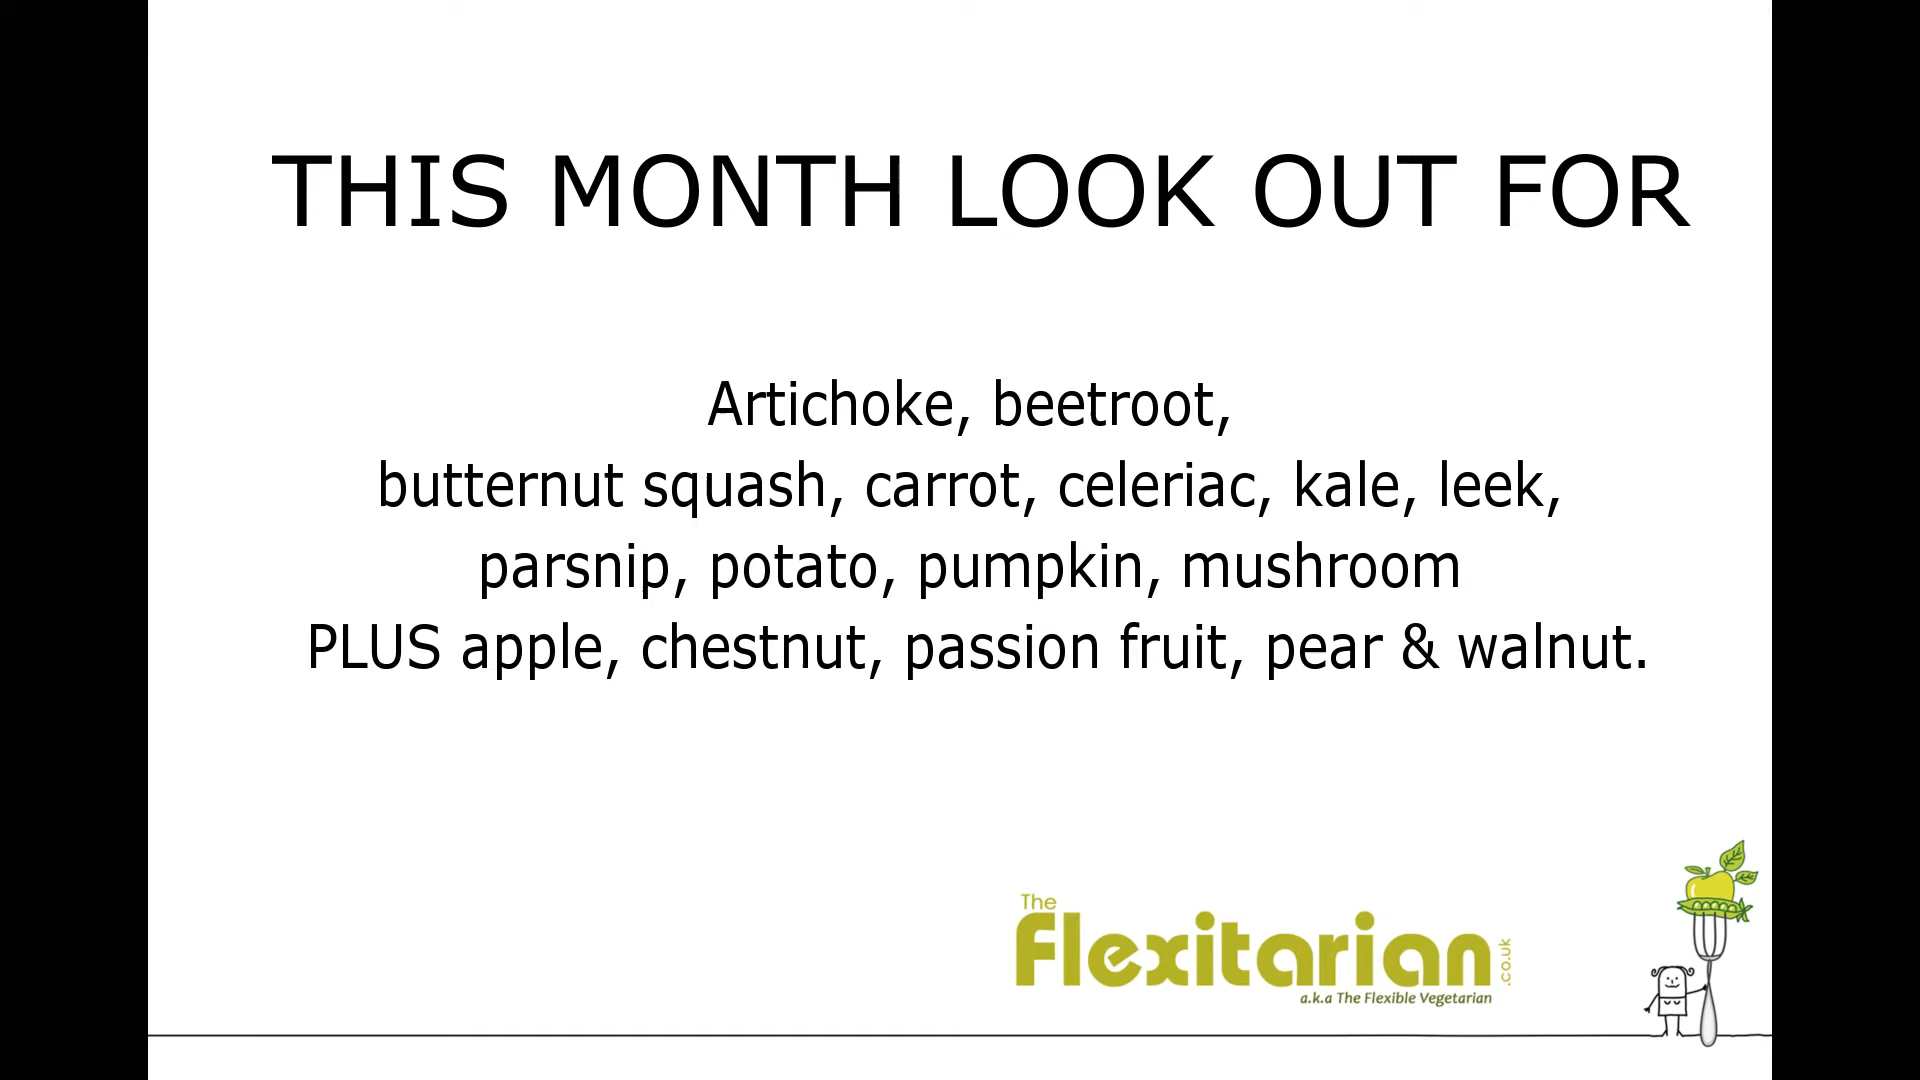 THIS MONTH LOOK OUT FOR
Artichoke, beetroot,
butternut squash, carrot, celeriac, kale, leek,
parsnip, potato, pumpkin, mushroom
PLUS apple, chestnut, passion fruit, pear & walnut.
The
Flexitarian
.co.uk
a.k.a The Flexible Vegetarian